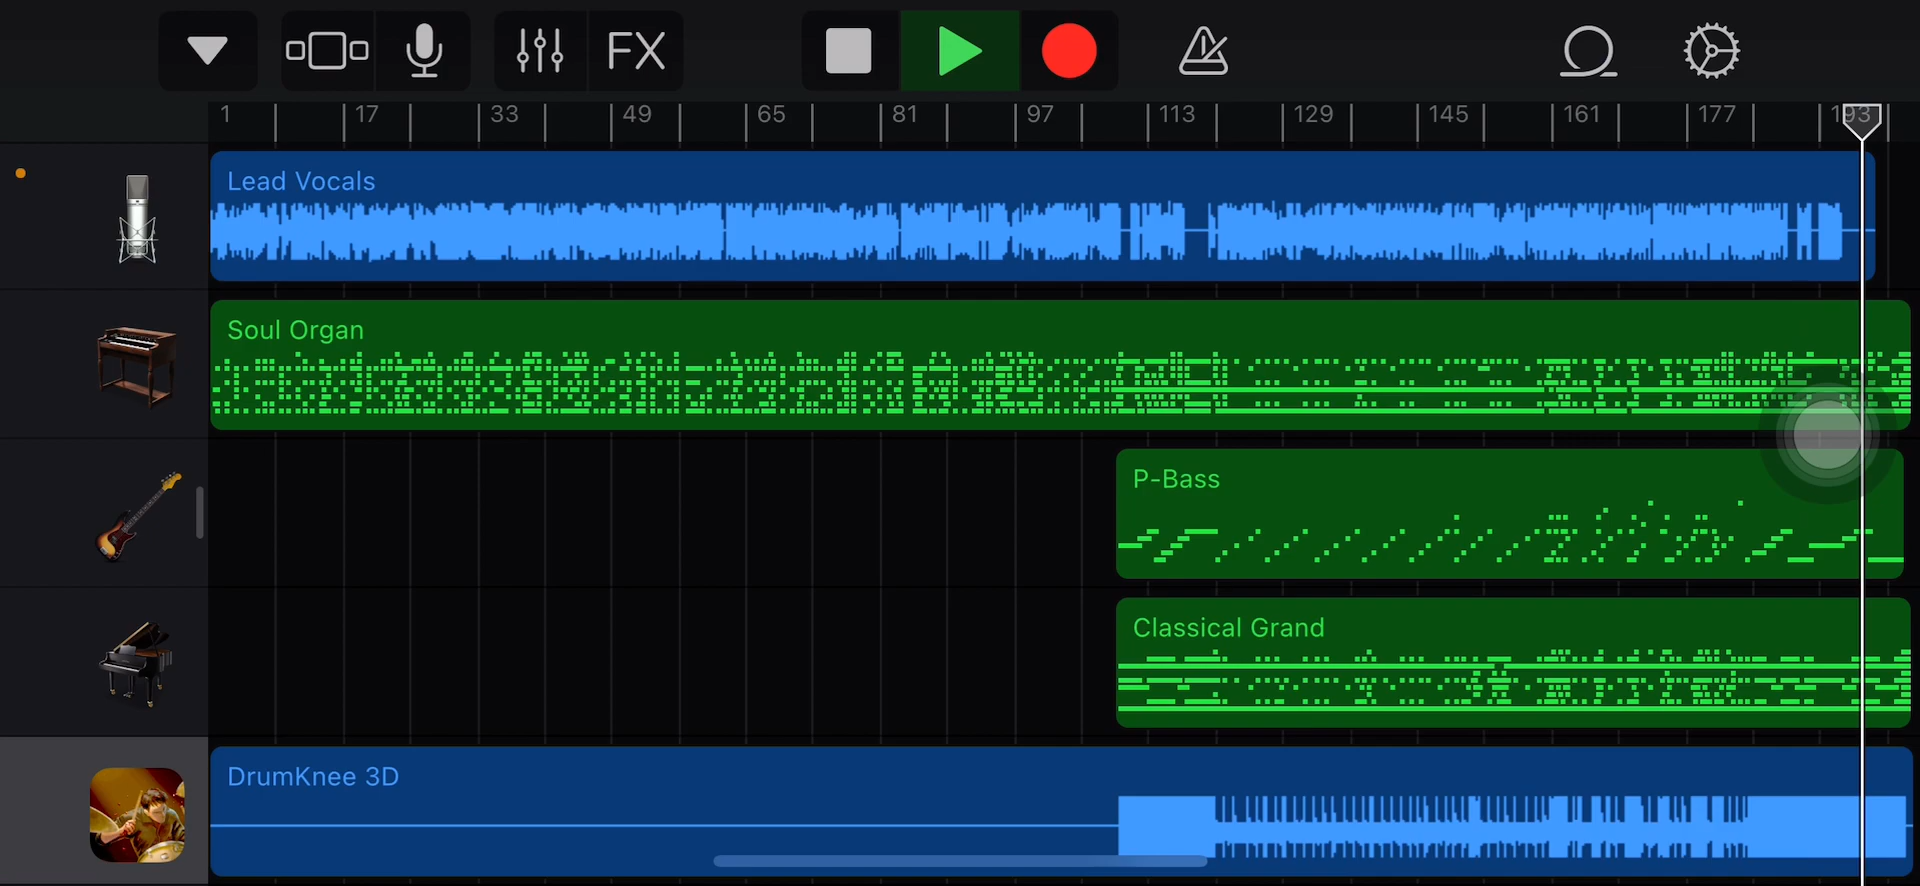 FX
1 17 33 49 65 81 97 113 129 145 161 177 193
Lead Vocals
Soul Organ
P-Bass
Classical Grand
DrumKnee 3D